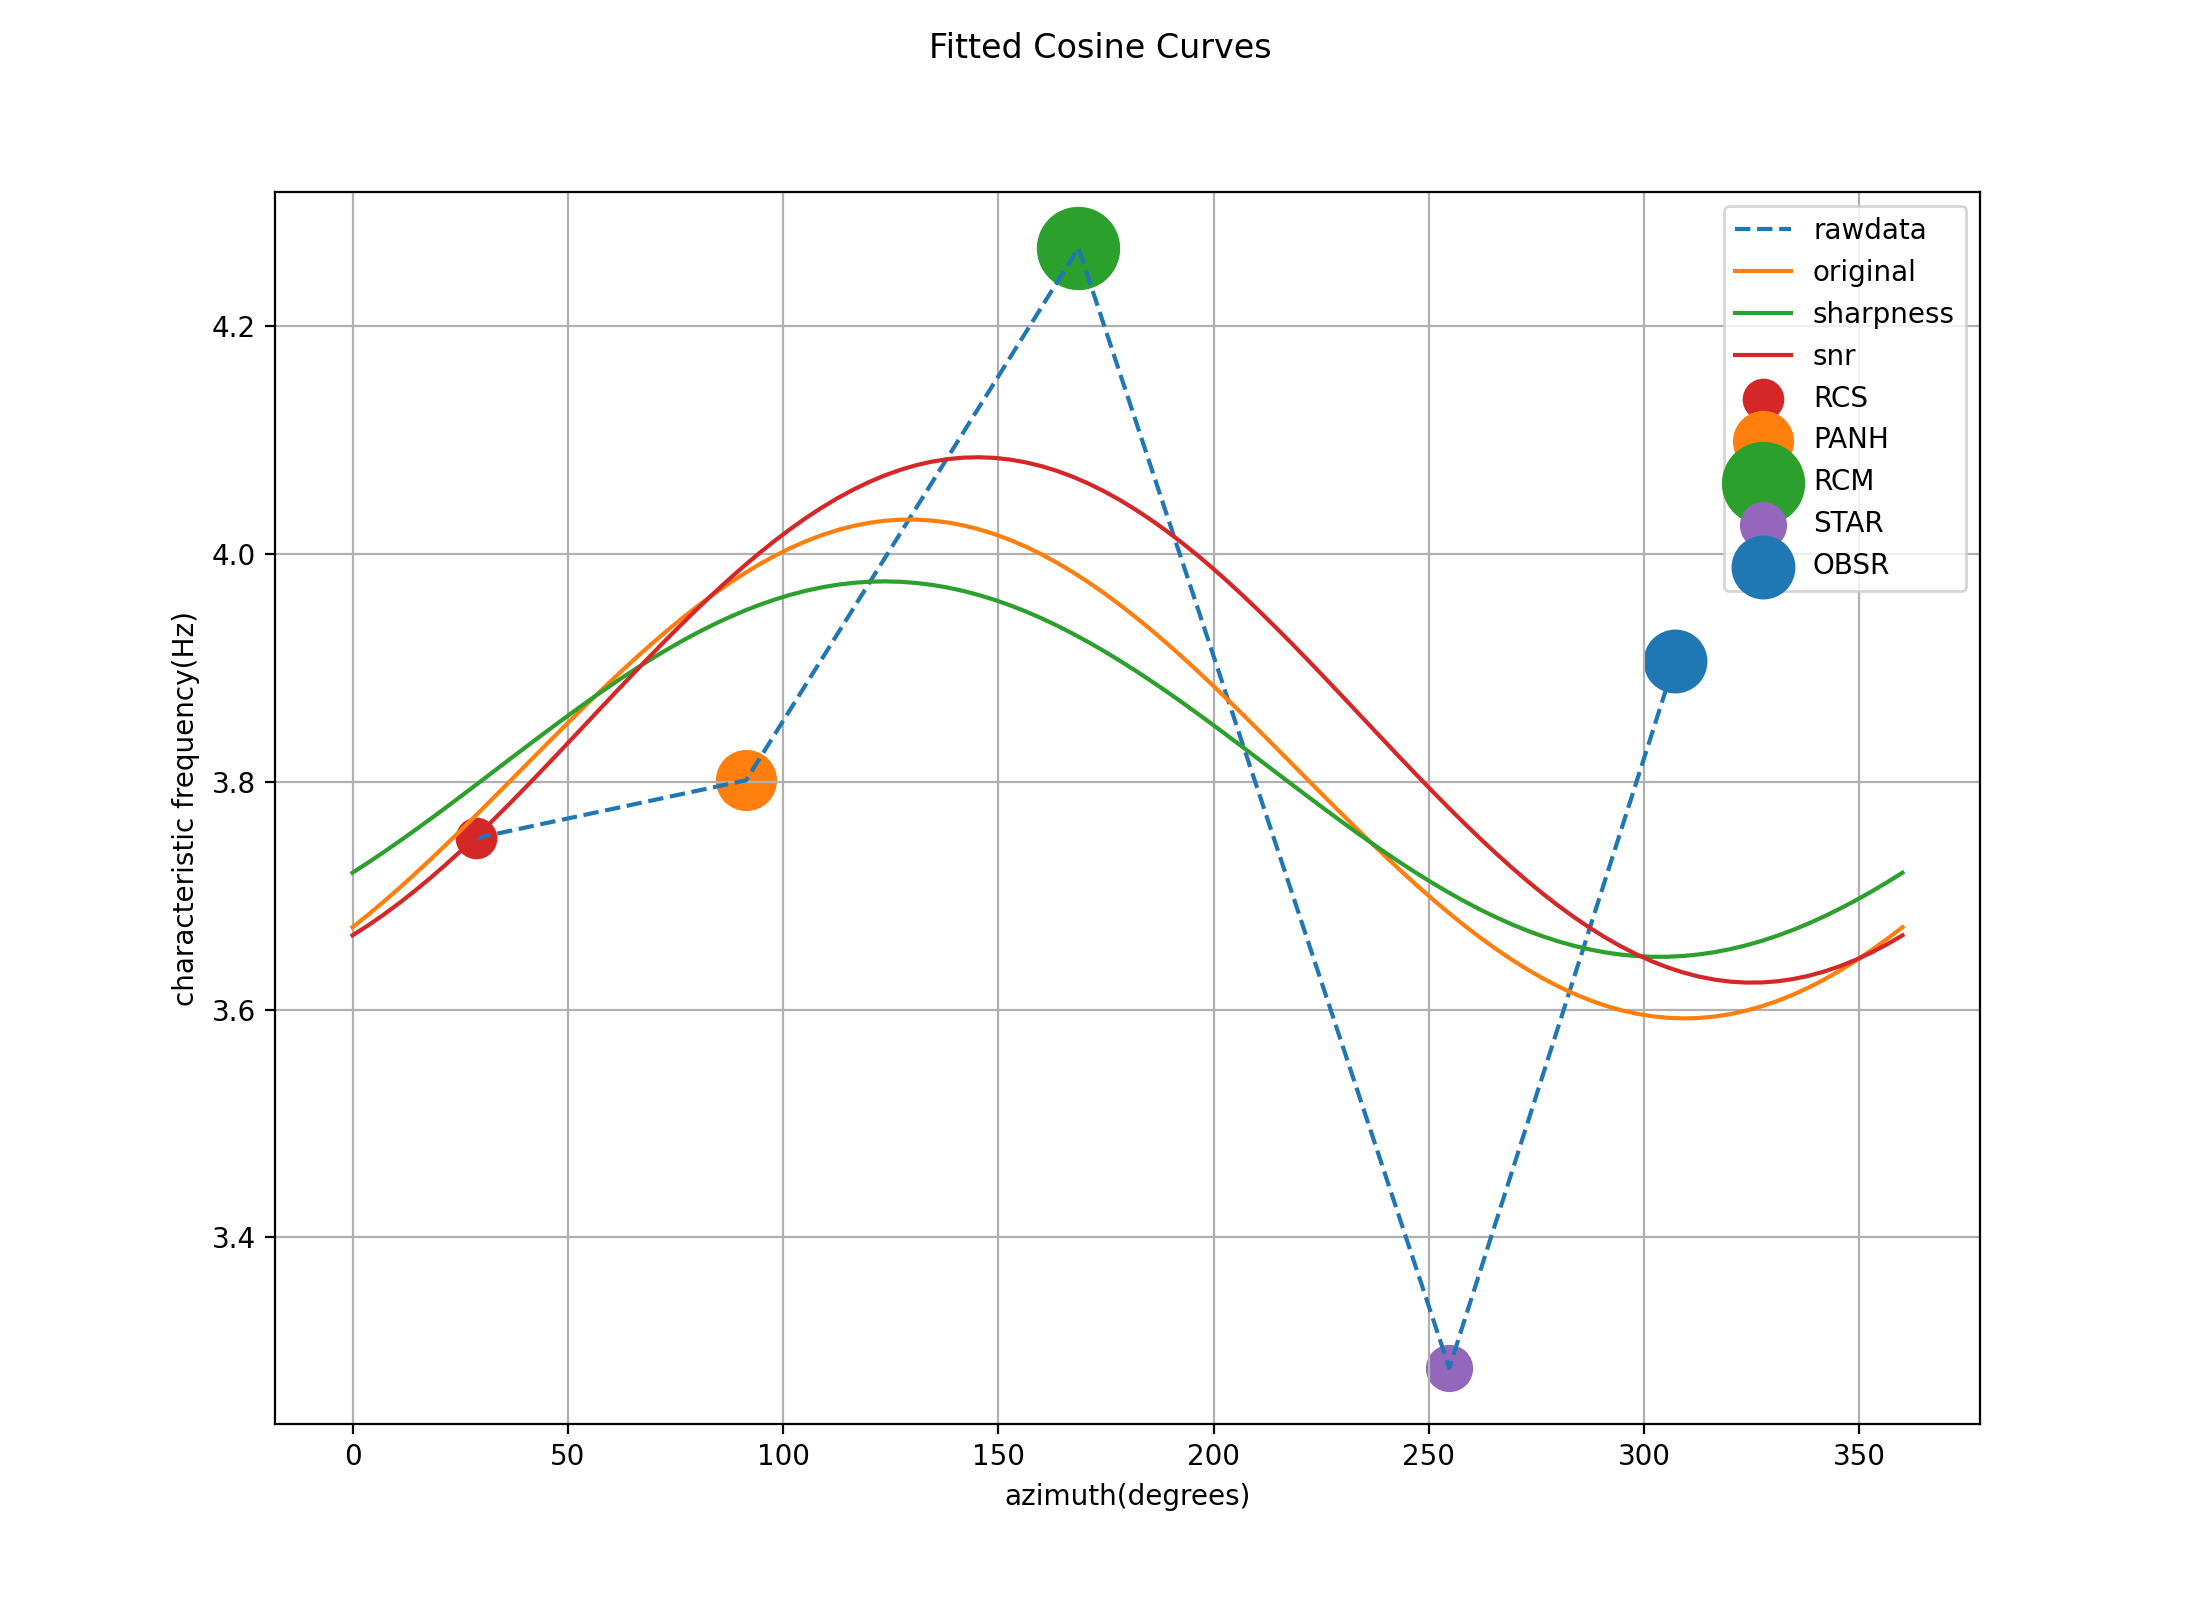 Fitted Cosine Curves
rawdata
original
sharpness
snr
RCS
PANH
RCM
STAR
OBSR
characteristic frequency(Hz)
4.2
4.0
3.8
3.6
3.4
0 50 100 150 200 250 300 350
azimuth(degrees)